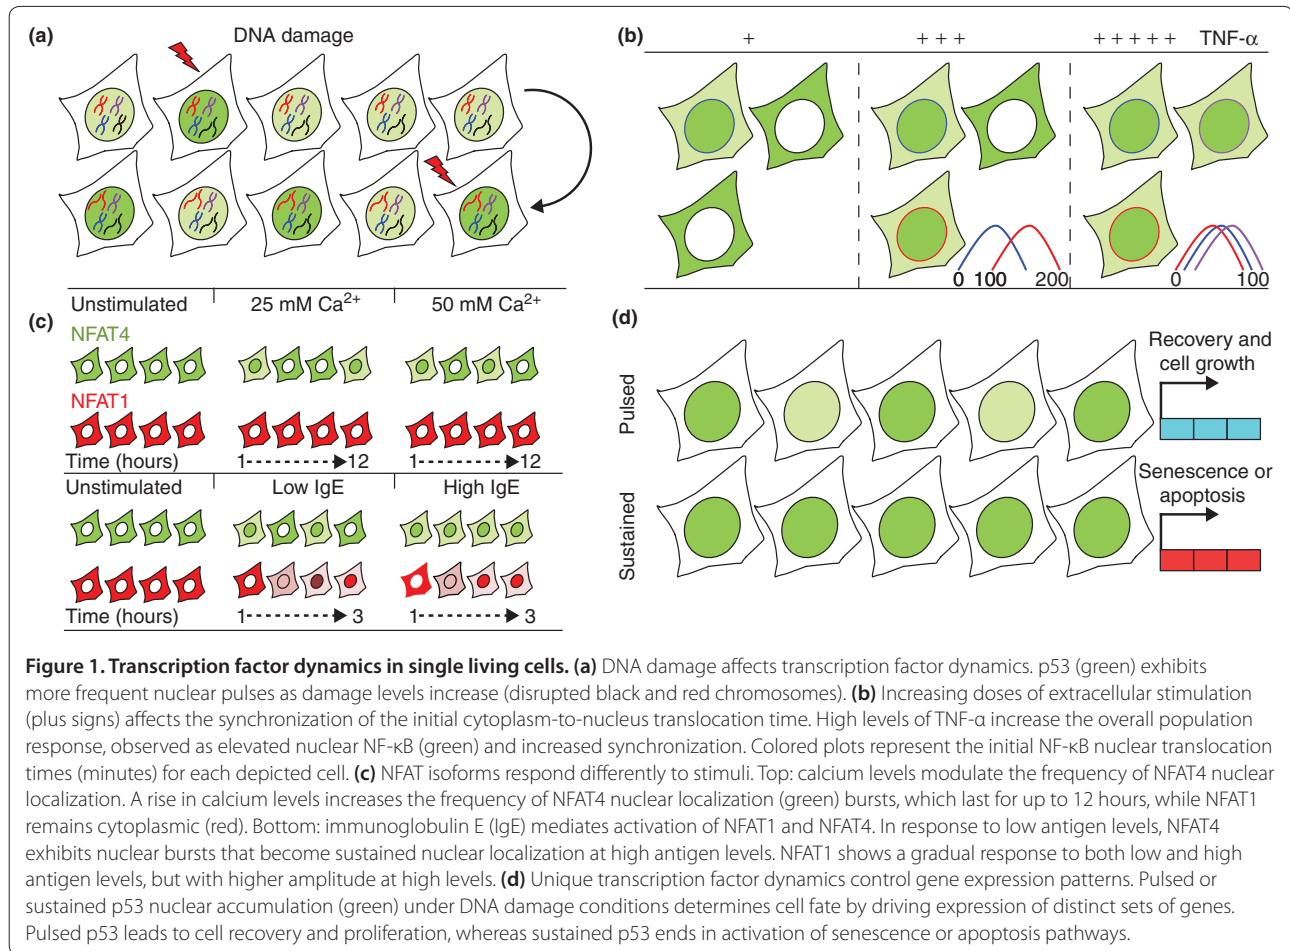 (a)
DNA damage
(b)
+
+ + +
+ + + + +
TNF-α
0
100
200
0
100
(c)
Unstimulated
25 mM Ca²⁺
50 mM Ca²⁺
NFAT4
NFAT1
Time (hours)
1
12
1
12
Unstimulated
Low IgE
High IgE
Time (hours)
1
3
1
3
(d)
Pulsed
Recovery and
cell growth
Sustained
Senescence or
apoptosis
Figure 1. Transcription factor dynamics in single living cells. (a) DNA damage affects transcription factor dynamics. p53 (green) exhibits
more frequent nuclear pulses as damage levels increase (disrupted black and red chromosomes). (b) Increasing doses of extracellular stimulation
(plus signs) affects the synchronization of the initial cytoplasm-to-nucleus translocation time. High levels of TNF-α increase the overall population
response, observed as elevated nuclear NF-κB (green) and increased synchronization. Colored plots represent the initial NF-κB nuclear translocation
times (minutes) for each depicted cell. (c) NFAT isoforms respond differently to stimuli. Top: calcium levels modulate the frequency of NFAT4 nuclear
localization. A rise in calcium levels increases the frequency of NFAT4 nuclear localization (green) bursts, which last for up to 12 hours, while NFAT1
remains cytoplasmic (red). Bottom: immunoglobulin E (IgE) mediates activation of NFAT1 and NFAT4. In response to low antigen levels, NFAT4
exhibits nuclear bursts that become sustained nuclear localization at high antigen levels. NFAT1 shows a gradual response to both low and high
antigen levels, but with higher amplitude at high levels. (d) Unique transcription factor dynamics control gene expression patterns. Pulsed or
sustained p53 nuclear accumulation (green) under DNA damage conditions determines cell fate by driving expression of distinct sets of genes.
Pulsed p53 leads to cell recovery and proliferation, whereas sustained p53 ends in activation of senescence or apoptosis pathways.